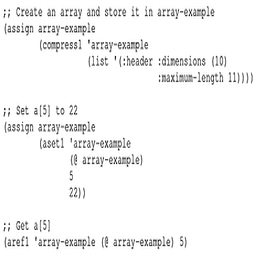 ;; Create an array and store it in array-example
(assign array-example
(compress1 'array-example
(list '(:header :dimensions (10)
:maximum-length 11))))
;; Set a[5] to 22
(assign array-example
(aset1 'array-example
(@ array-example)
5
22))
;; Get a[5]
(aref1 'array-example (@ array-example) 5)